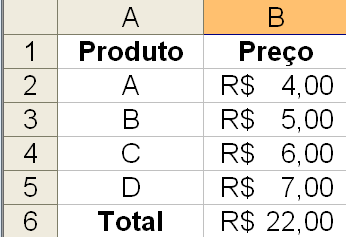 A B
1 Produto Preço
2 A R$ 4,00
3 B R$ 5,00
4 C R$ 6,00
5 D R$ 7,00
6 Total R$ 22,00